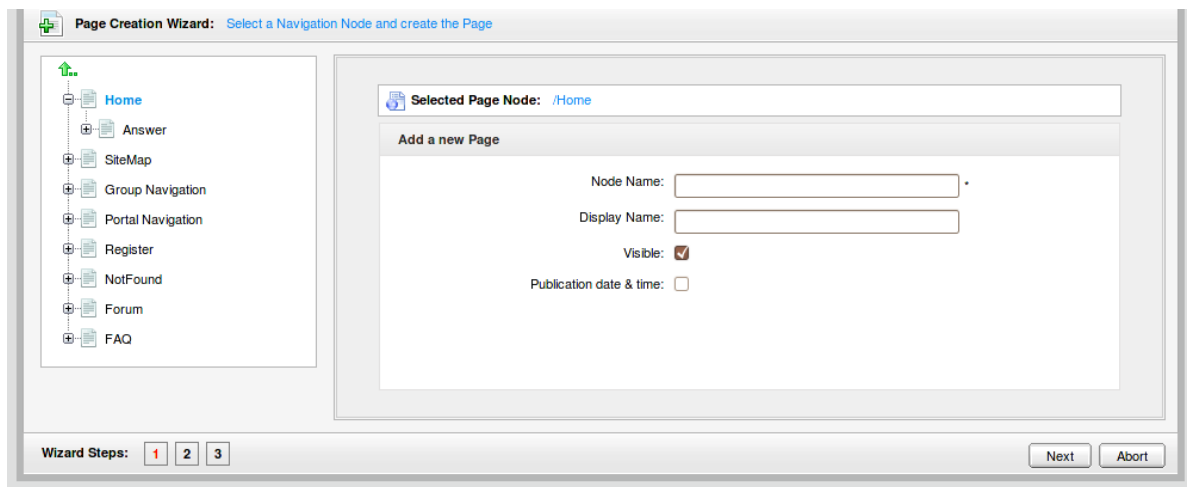 Page Creation Wizard: Select a Navigation Node and create the Page
Home
Answer
SiteMap
Group Navigation
Portal Navigation
Register
NotFound
Forum
FAQ
Selected Page Node: /Home
Add a new Page
Node Name: *
Display Name:
Visible:
Publication date & time:
Wizard Steps: 1 2 3
Next Abort